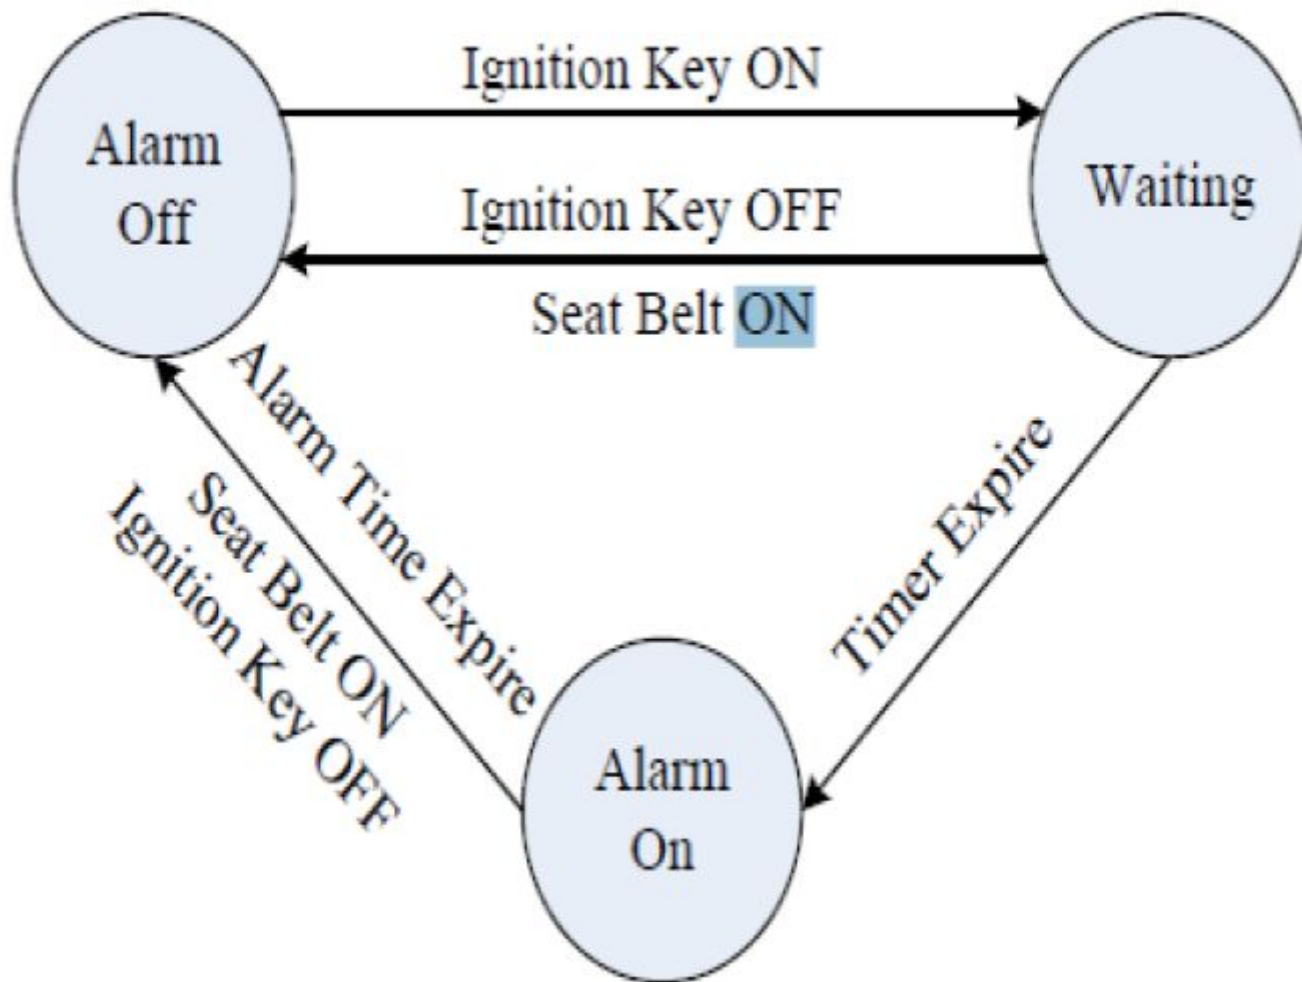 Ignition Key ON
Alarm
Off
Waiting
Ignition Key OFF
Seat Belt ON
Alarm Time Expire
Seat Belt ON
Ignition Key OFF
Timer Expire
Alarm
On